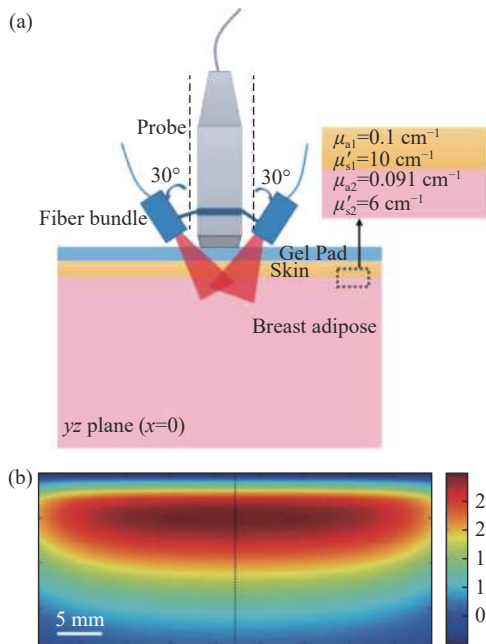 (a)
Probe
30°
30°
Fiber bundle
μa1=0.1 cm⁻¹
μ′s1=10 cm⁻¹
μa2=0.091 cm⁻¹
μ′s2=6 cm⁻¹
Gel Pad
Skin
Breast adipose
yz plane (x=0)
(b)
2
2
1
1
0
5 mm